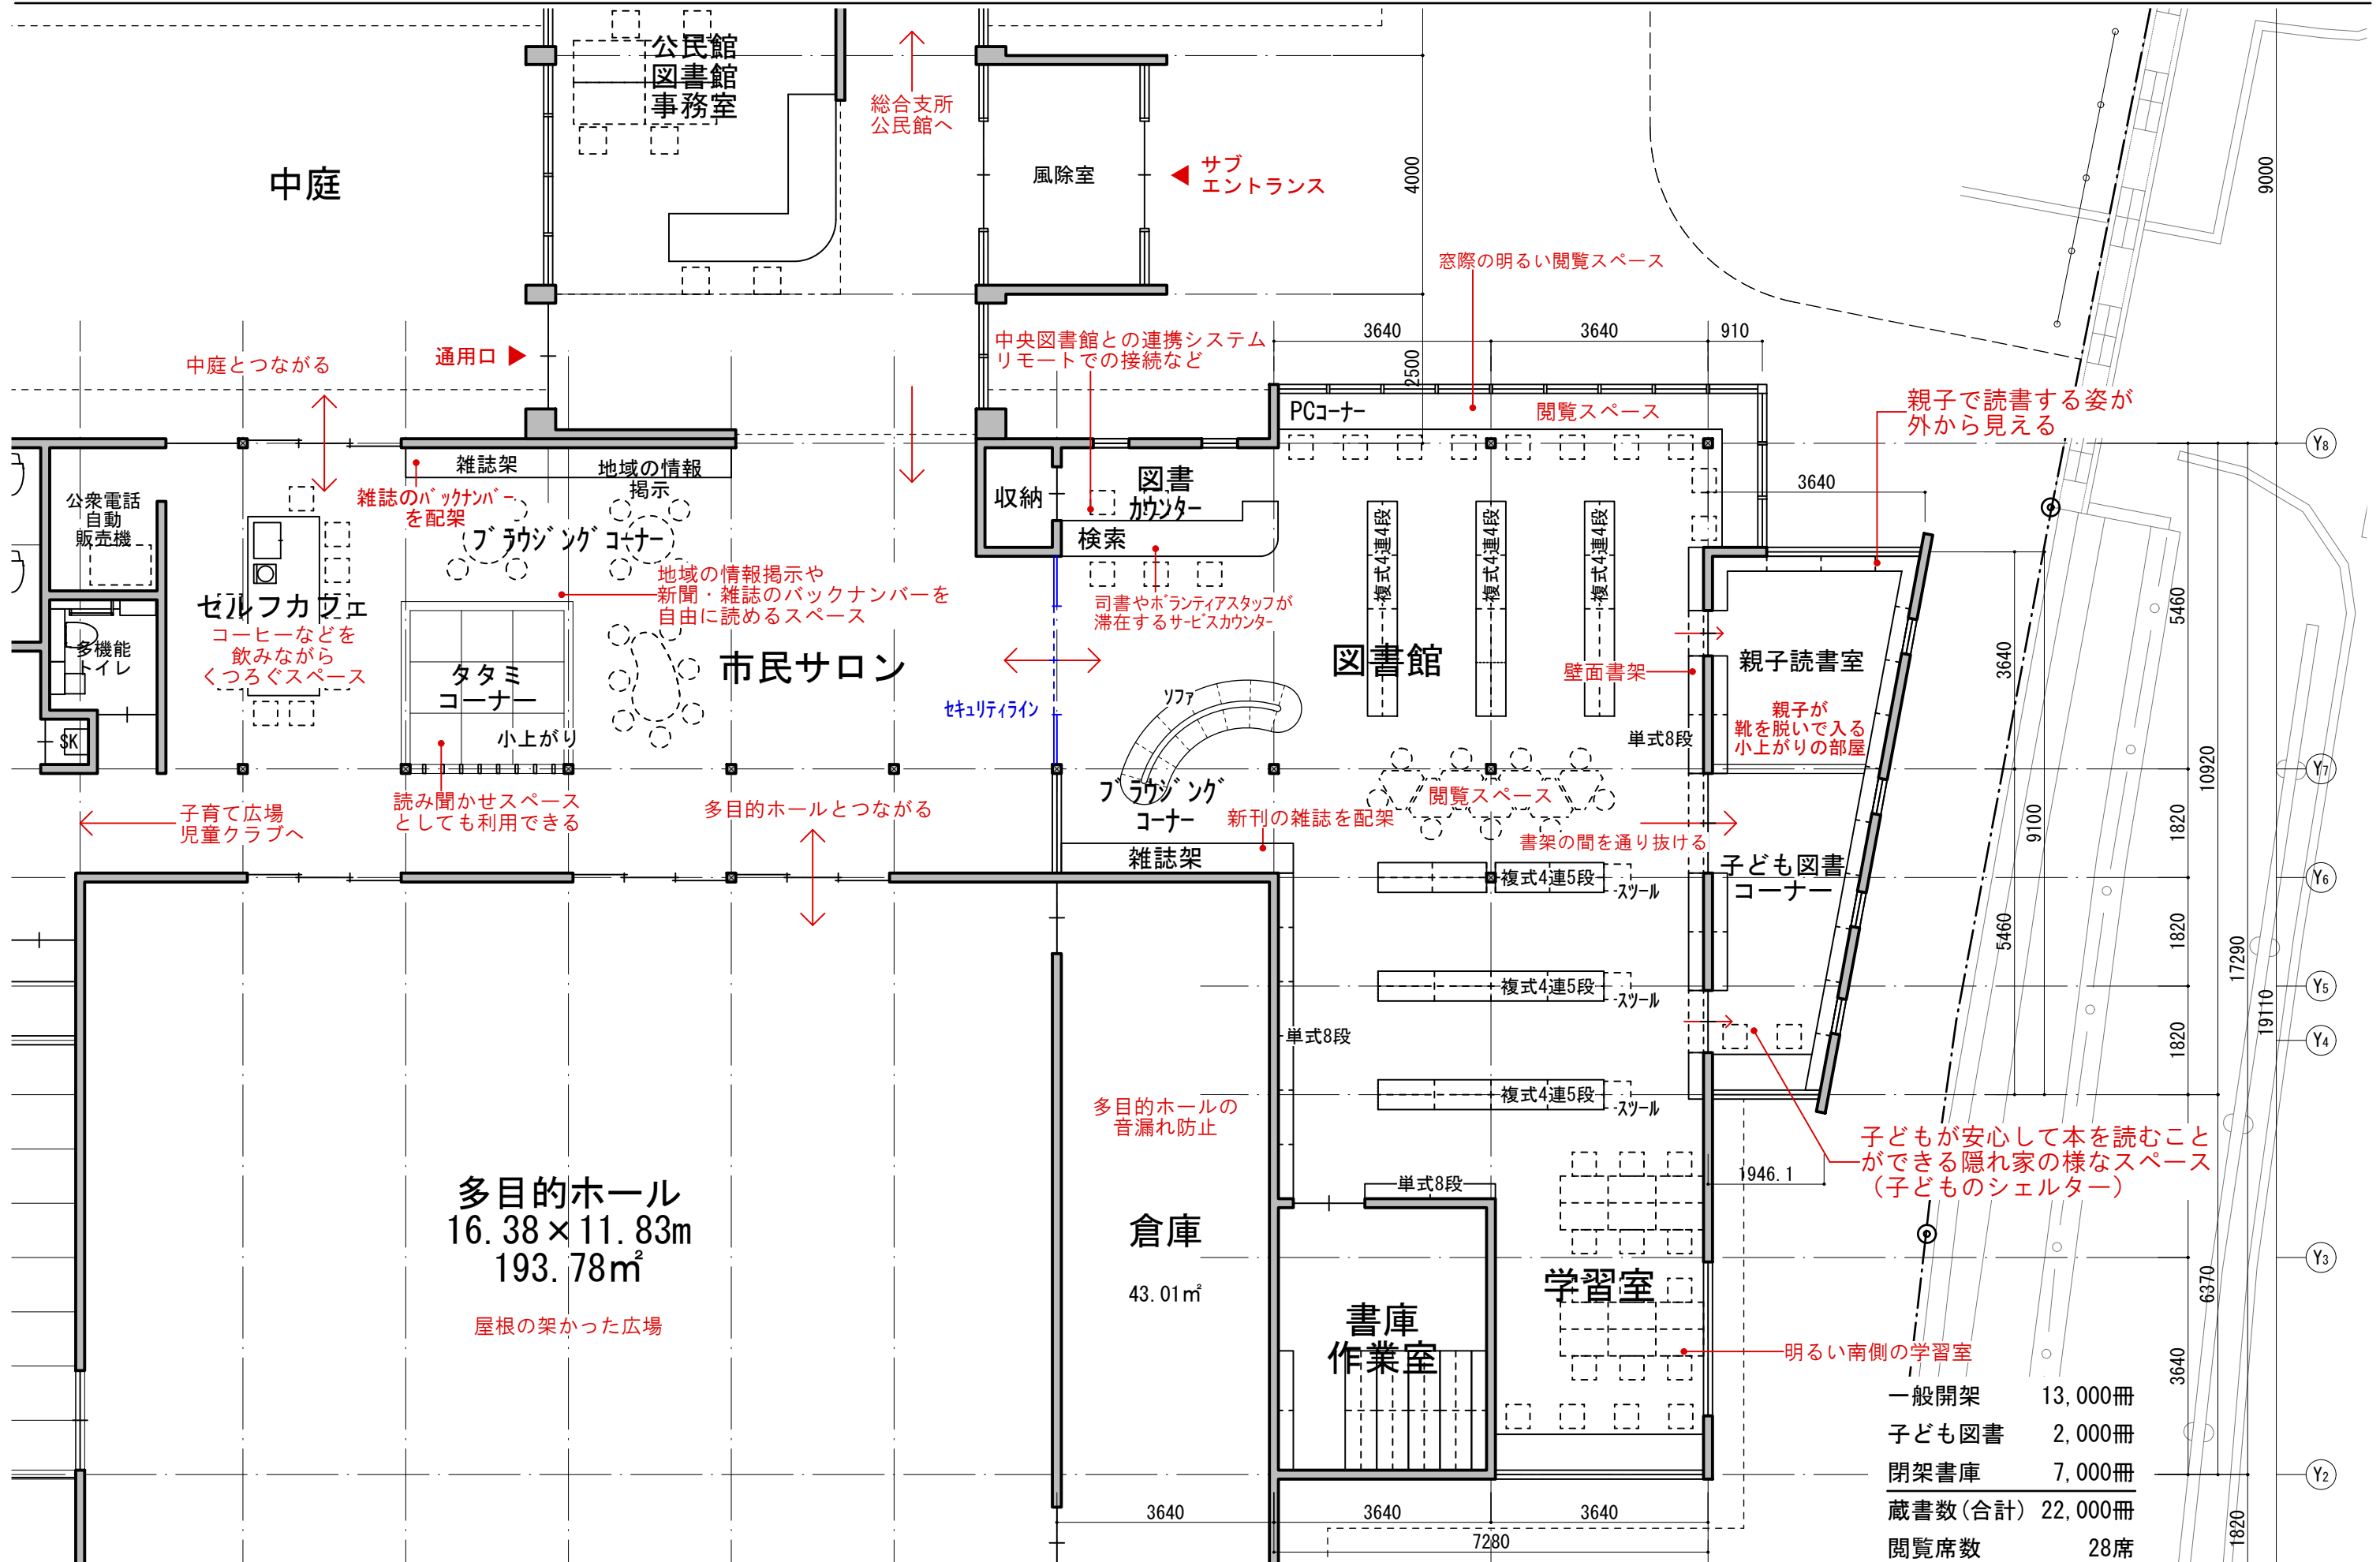 公民館
図書館
事務室
総合支所
公民館へ
中庭
風除室
サブ
エントランス
4000
9000
窓際の明るい閲覧スペース
中央図書館との連携システム
リモートでの接続など
3640
3640
910
2500
中庭とつながる
通用口
PCコーナー
閲覧スペース
親子で読書する姿が
外から見える
Y8
雑誌架
地域の情報
掲示
雑誌のバックナンバー
を配架
公衆電話
自動
販売機
収納
図書
カウンター
検索
3640
ブラウジングコーナー
複式4連4段
複式4連4段
複式4連4段
地域の情報掲示や
新聞・雑誌のバックナンバーを
自由に読めるスペース
司書やボランティアスタッフが
滞在するサービスカウンター
セルフカフェ
コーヒーなどを
飲みながら
くつろぐスペース
多機能
トイレ
SK
タタミ
コーナー
小上がり
市民サロン
セキュリティライン
ソファ
図書館
壁面書架
単式8段
親子読書室
親子が
靴を脱いで入る
小上がりの部屋
5460
3640
10920
9100
1820
Y7
子育て広場
児童クラブへ
読み聞かせスペース
としても利用できる
多目的ホールとつながる
ブラウジング
コーナー
新刊の雑誌を配架
雑誌架
閲覧スペース
書架の間を通り抜ける
子ども図書
コーナー
複式4連5段
スツール
Y6
5460
1820
17290
複式4連5段
スツール
Y5
19110
単式8段
1820
Y4
複式4連5段
スツール
多目的ホールの
音漏れ防止
子どもが安心して本を読むこと
ができる隠れ家の様なスペース
（子どものシェルター）
1946.1
単式8段
多目的ホール
16.38×11.83m
193.78㎡
屋根の架かった広場
倉庫
43.01㎡
書庫
作業室
学習室
明るい南側の学習室
Y3
6370
3640
一般開架 13,000冊
子ども図書 2,000冊
閉架書庫 7,000冊
蔵書数(合計) 22,000冊
閲覧席数 28席
Y2
1820
3640
3640
3640
7280